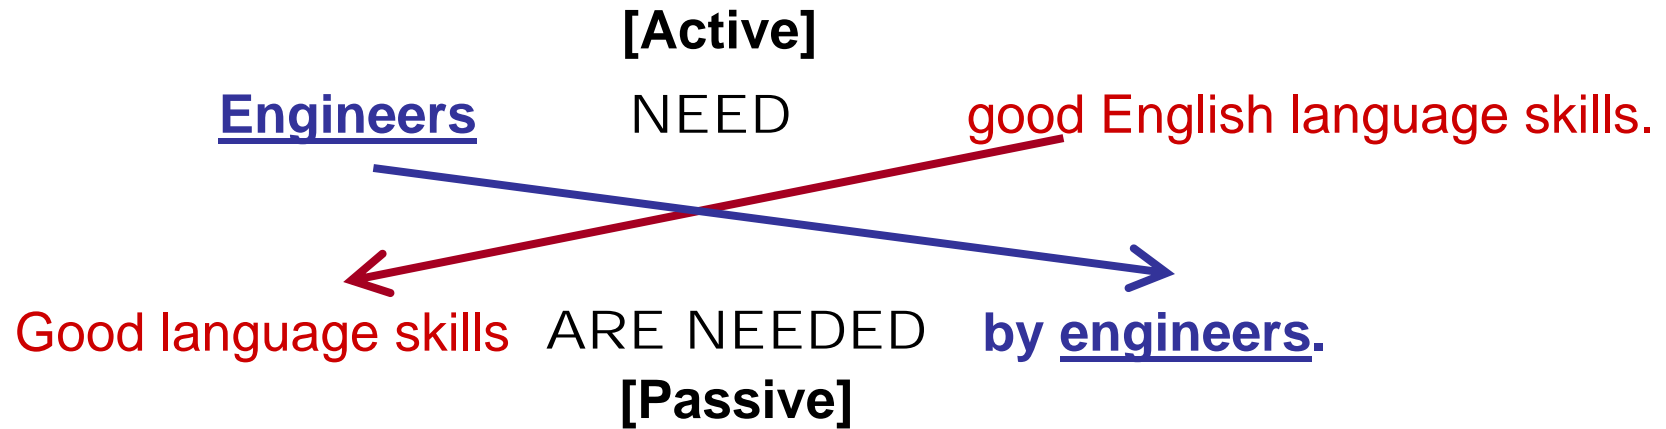 [Active]
Engineers NEED good English language skills.
Good language skills ARE NEEDED by engineers.
[Passive]